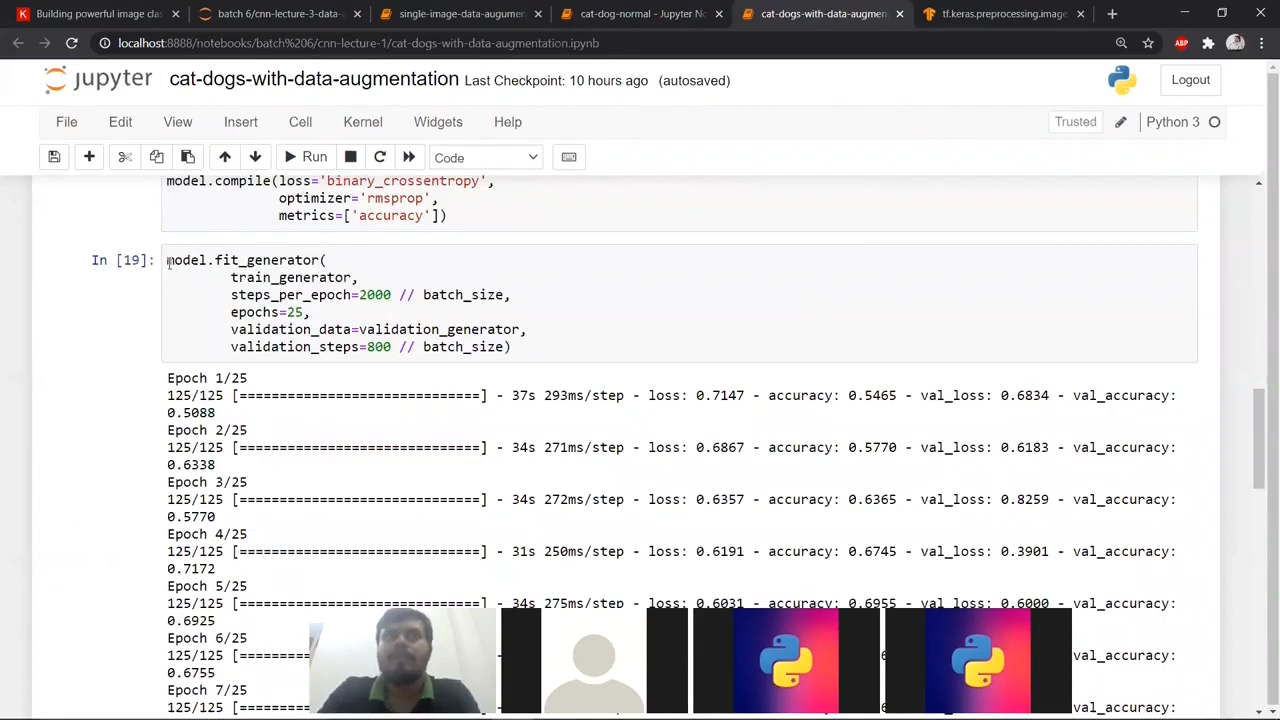 Building powerful image clas
batch 6/cnn-lecture-3-data-a
single-image-data-augumen
cat-dog-normal - Jupyter No
cat-dogs-with-data-augmen
tf.keras.preprocessing.image
localhost:8888/notebooks/batch%206/cnn-lecture-1/cat-dogs-with-data-augmentation.ipynb
ABP
jupyter cat-dogs-with-data-augmentation Last Checkpoint: 10 hours ago (autosaved) Logout
File Edit View Insert Cell Kernel Widgets Help Trusted Python 3
Run Code
model.compile(loss='binary_crossentropy',
optimizer='rmsprop',
metrics=['accuracy'])
In [19]: model.fit_generator(
train_generator,
steps_per_epoch=2000 // batch_size,
epochs=25,
validation_data=validation_generator,
validation_steps=800 // batch_size)
Epoch 1/25
125/125 [==============================] - 37s 293ms/step - loss: 0.7147 - accuracy: 0.5465 - val_loss: 0.6834 - val_accuracy:
0.5088
Epoch 2/25
125/125 [==============================] - 34s 271ms/step - loss: 0.6867 - accuracy: 0.5770 - val_loss: 0.6183 - val_accuracy:
0.6338
Epoch 3/25
125/125 [==============================] - 34s 272ms/step - loss: 0.6357 - accuracy: 0.6365 - val_loss: 0.8259 - val_accuracy:
0.5770
Epoch 4/25
125/125 [==============================] - 31s 250ms/step - loss: 0.6191 - accuracy: 0.6745 - val_loss: 0.3901 - val_accuracy:
0.7172
Epoch 5/25
125/125 [==============================] - 34s 275ms/step - loss: 0.6031 - accuracy: 0.6955 - val_loss: 0.6000 - val_accuracy:
0.6925
Epoch 6/25
125/125 [========= val_accuracy:
0.6755
Epoch 7/25
125/125 [========= val_accuracy: